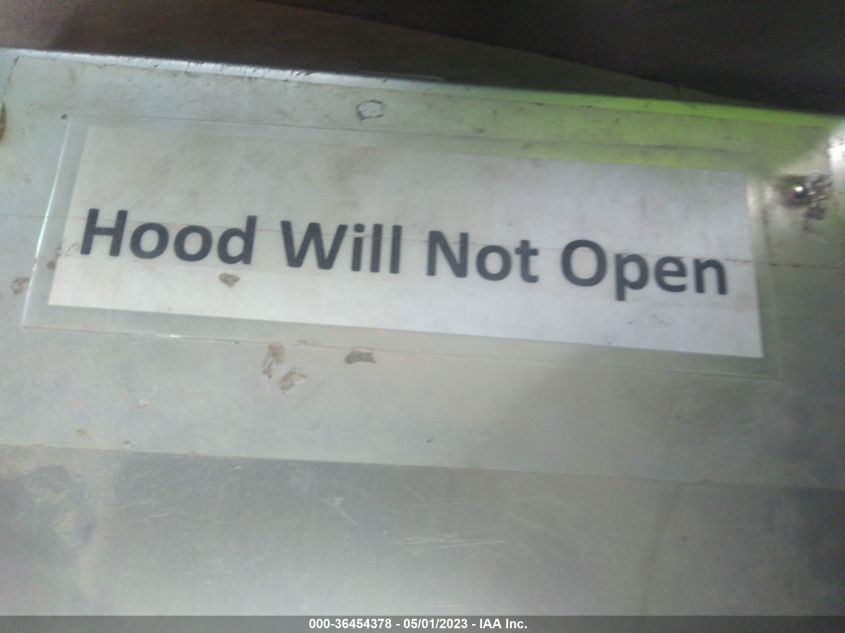 Hood Will Not Open
000-36454378 - 05/01/2023 - IAA Inc.